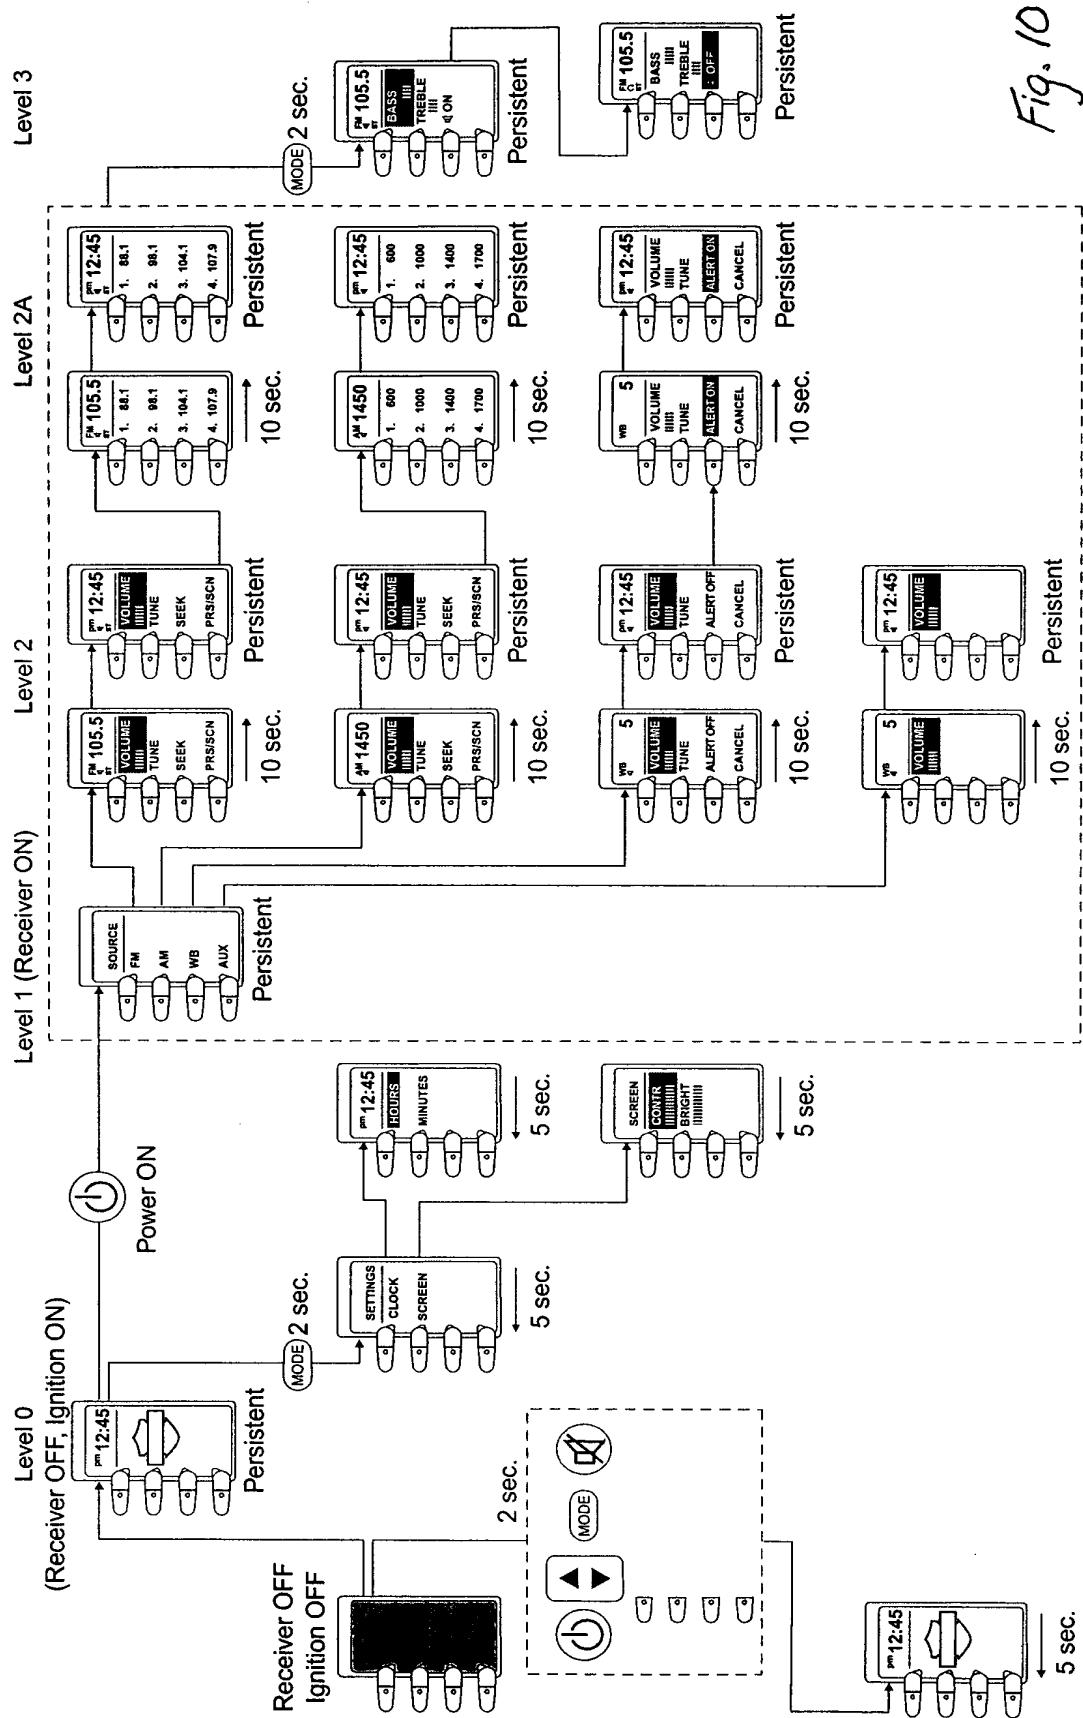 Receiver OFF
Ignition OFF
Level 0
(Receiver OFF, Ignition ON)
pm 12:45
Persistent
2 sec.
MODE
pm 12:45
5 sec.
Power ON
MODE 2 sec.
SETTINGS
CLOCK
SCREEN
5 sec.
pm 12:45
HOURS
MINUTES
5 sec.
SCREEN
CONTR
BRIGHT
5 sec.
Level 1 (Receiver ON)
SOURCE
FM
AM
WB
AUX
Persistent
Level 2
FM 105.5
ST
VOLUME
TUNE
SEEK
PRS/SCN
10 sec.
pm 12:45
ST
VOLUME
TUNE
SEEK
PRS/SCN
Persistent
AM 1450
VOLUME
TUNE
SEEK
PRS/SCN
10 sec.
pm 12:45
VOLUME
TUNE
SEEK
PRS/SCN
Persistent
WB 5
VOLUME
TUNE
ALERT OFF
CANCEL
10 sec.
pm 12:45
VOLUME
TUNE
ALERT OFF
CANCEL
Persistent
WB 5
VOLUME
10 sec.
pm 12:45
VOLUME
Persistent
Level 2A
FM 105.5
ST
1. 88.1
2. 98.1
3. 104.1
4. 107.9
10 sec.
pm 12:45
ST
1. 88.1
2. 98.1
3. 104.1
4. 107.9
Persistent
AM 1450
1. 600
2. 1000
3. 1400
4. 1700
10 sec.
pm 12:45
1. 600
2. 1000
3. 1400
4. 1700
Persistent
WB 5
VOLUME
TUNE
ALERT ON
CANCEL
10 sec.
pm 12:45
VOLUME
TUNE
ALERT ON
CANCEL
Persistent
Level 3
MODE 2 sec.
FM 105.5
ST
BASS
TREBLE
ON
Persistent
FM 105.5
ST
BASS
TREBLE
: OFF
Persistent
Fig. 10